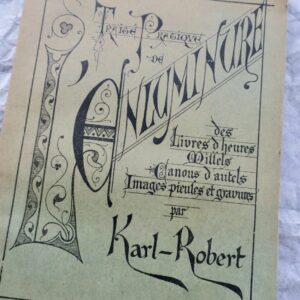 Traité Pratique
DE
L'ENLUMINURE
des
Livres d'heures
Missels
Canons d'autels
Images pieuses et gravures
par
Karl-Robert